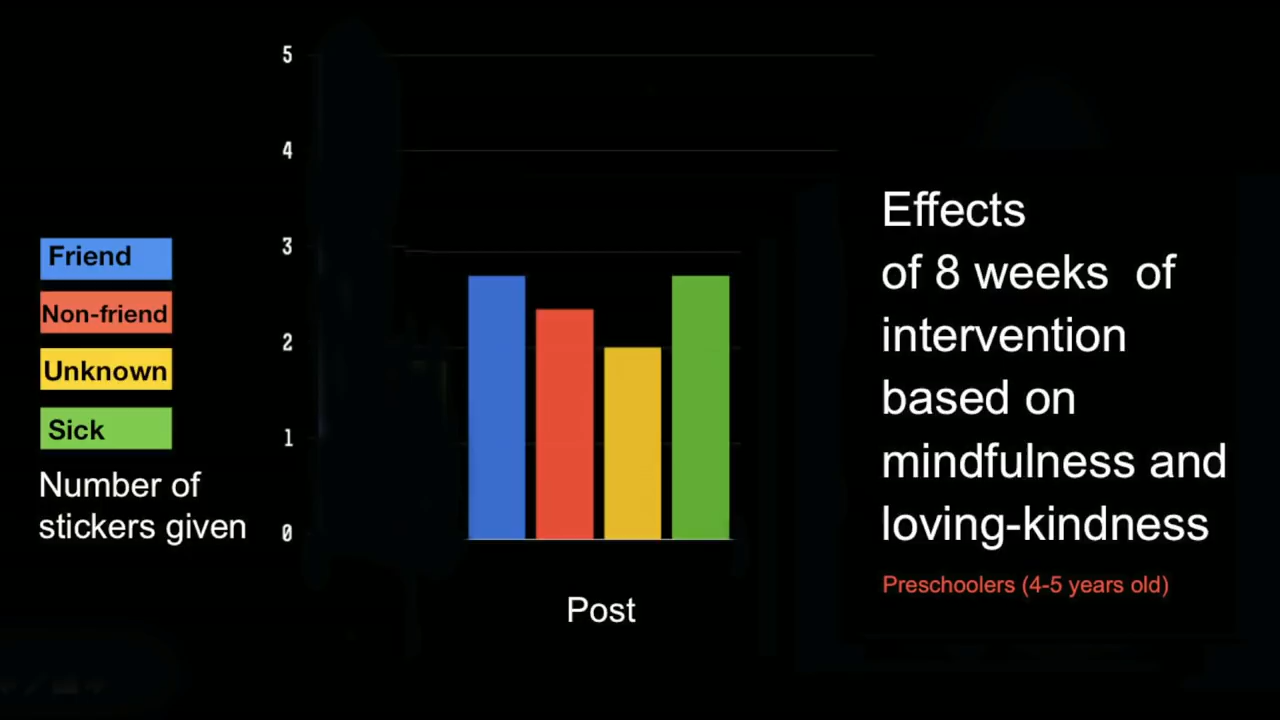 5
4
3
2
1
0
Friend
Non-friend
Unknown
Sick
Number of
stickers given
Post
Effects
of 8 weeks of
intervention
based on
mindfulness and
loving-kindness
Preschoolers (4-5 years old)